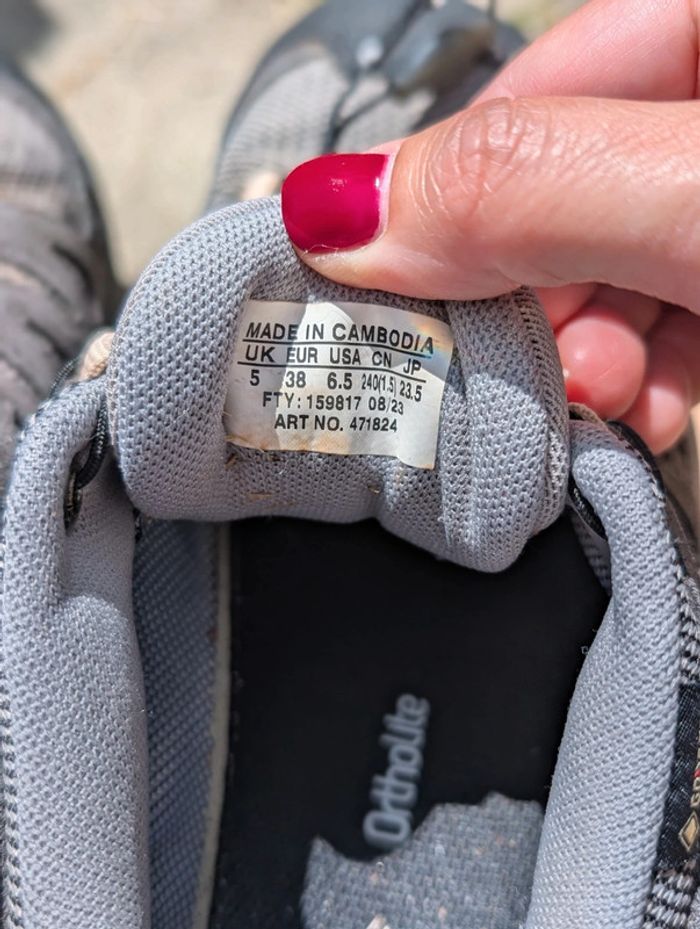 MADE IN CAMBODIA
UK EUR USA CN JP
5 38 6.5 240(1.5) 23.5
FTY: 159817 08/23
ART NO. 471824
OrthoLite